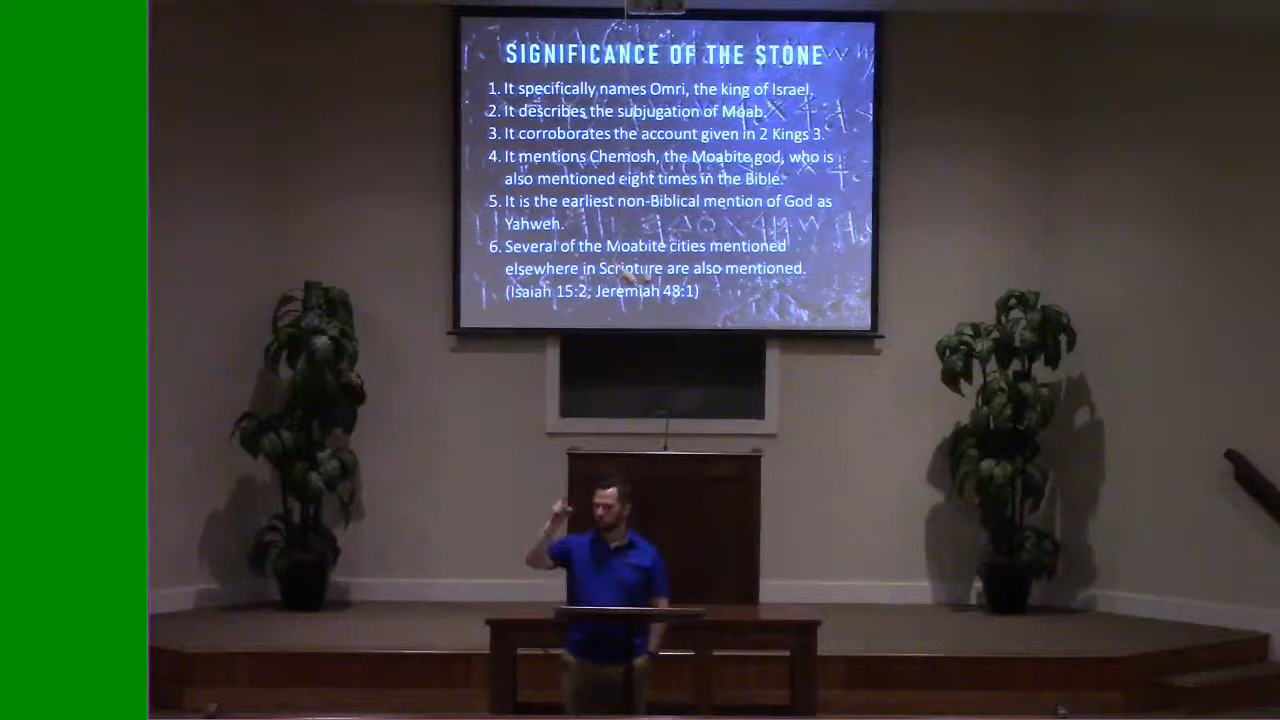 SIGNIFICANCE OF THE STONE
1. It specifically names Omri, the king of Israel.
2. It describes the subjugation of Moab.
3. It corroborates the account given in 2 Kings 3.
4. It mentions Chemosh, the Moabite god, who is
also mentioned eight times in the Bible.
5. It is the earliest non-Biblical mention of God as
Yahweh.
6. Several of the Moabite cities mentioned
elsewhere in Scripture are also mentioned.
(Isaiah 15:2, Jeremiah 48:1)